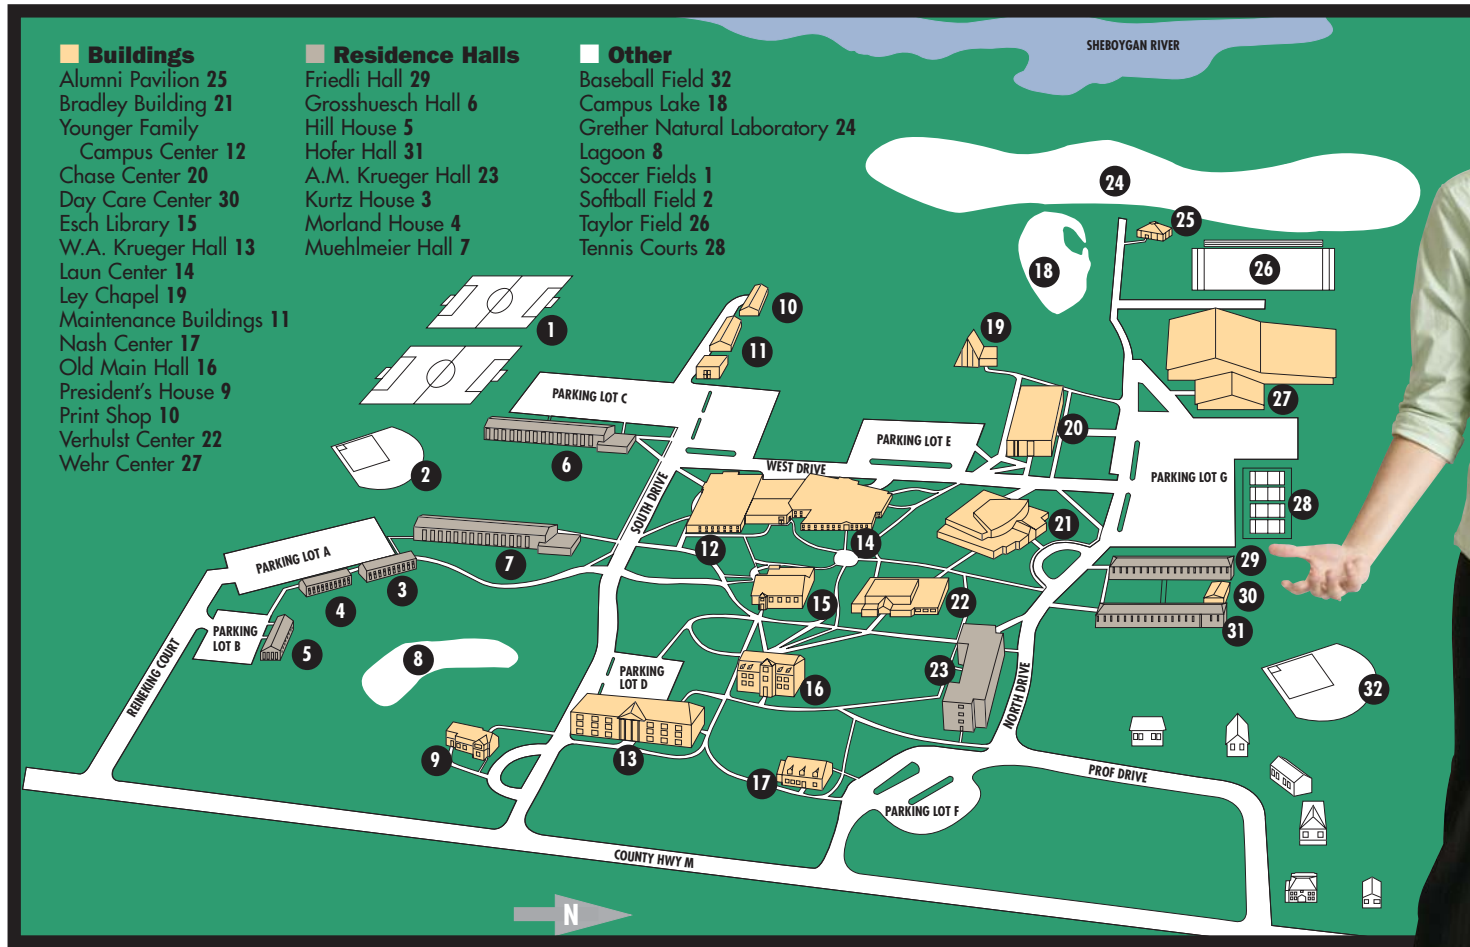 Buildings
Alumni Pavilion 25
Bradley Building 21
Younger Family
Campus Center 12
Chase Center 20
Day Care Center 30
Esch Library 15
W.A. Krueger Hall 13
Laun Center 14
Ley Chapel 19
Maintenance Buildings 11
Nash Center 17
Old Main Hall 16
President's House 9
Print Shop 10
Verhulst Center 22
Wehr Center 27
Residence Halls
Friedli Hall 29
Grosshuesch Hall 6
Hill House 5
Hofer Hall 31
A.M. Krueger Hall 23
Kurtz House 3
Morland House 4
Muehlmeier Hall 7
Other
Baseball Field 32
Campus Lake 18
Grether Natural Laboratory 24
Lagoon 8
Soccer Fields 1
Softball Field 2
Taylor Field 26
Tennis Courts 28
SHEBOYGAN RIVER
24
25
18
26
10
1
19
11
PARKING LOT C
27
20
PARKING LOT E
6
WEST DRIVE
2
PARKING LOT G
SOUTH DRIVE
28
21
12
14
7
PARKING LOT A
29
3
30
4
15
22
31
PARKING
LOT B
5
8
REINEKING COURT
PARKING
LOT D
23
16
32
NORTH DRIVE
9
13
17
PROF DRIVE
PARKING LOT F
COUNTY HWY M
N